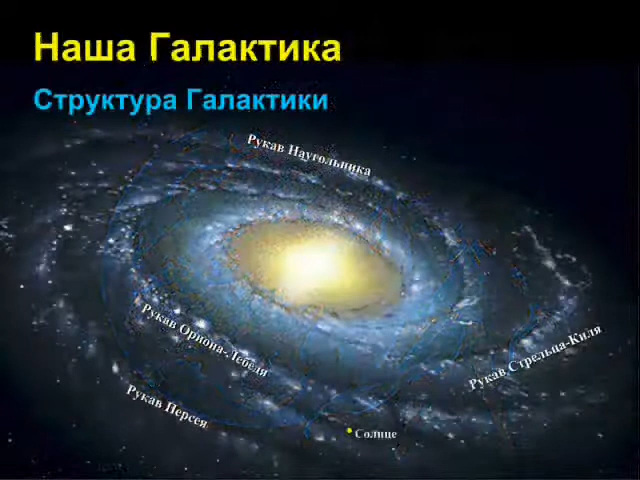 Наша Галактика
Структура Галактики
Рукав Наугольника
Рукав Ориона-Лебедя
Рукав Стрельца-Киля
Рукав Персея
Солнце